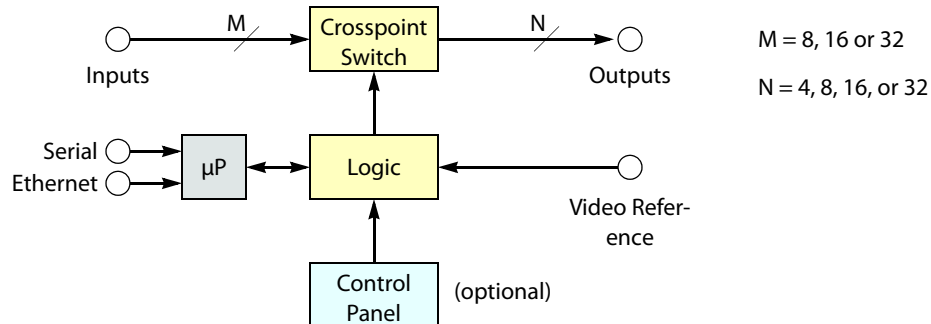 M
Crosspoint
Switch
N
M = 8, 16 or 32
Inputs
Outputs
N = 4, 8, 16, or 32
Serial
Ethernet
µP
Logic
Video Refer-
ence
Control
Panel
(optional)